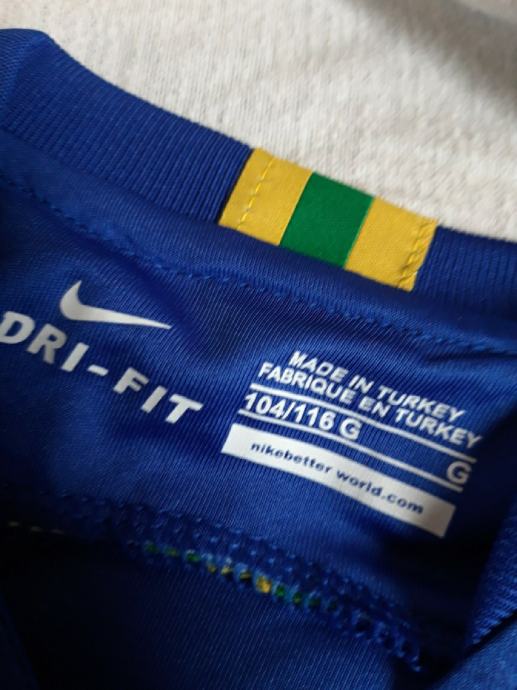 DRI-FIT
MADE IN TURKEY
FABRIQUE EN TURKEY
104/116 G
G
nikebetter world.com